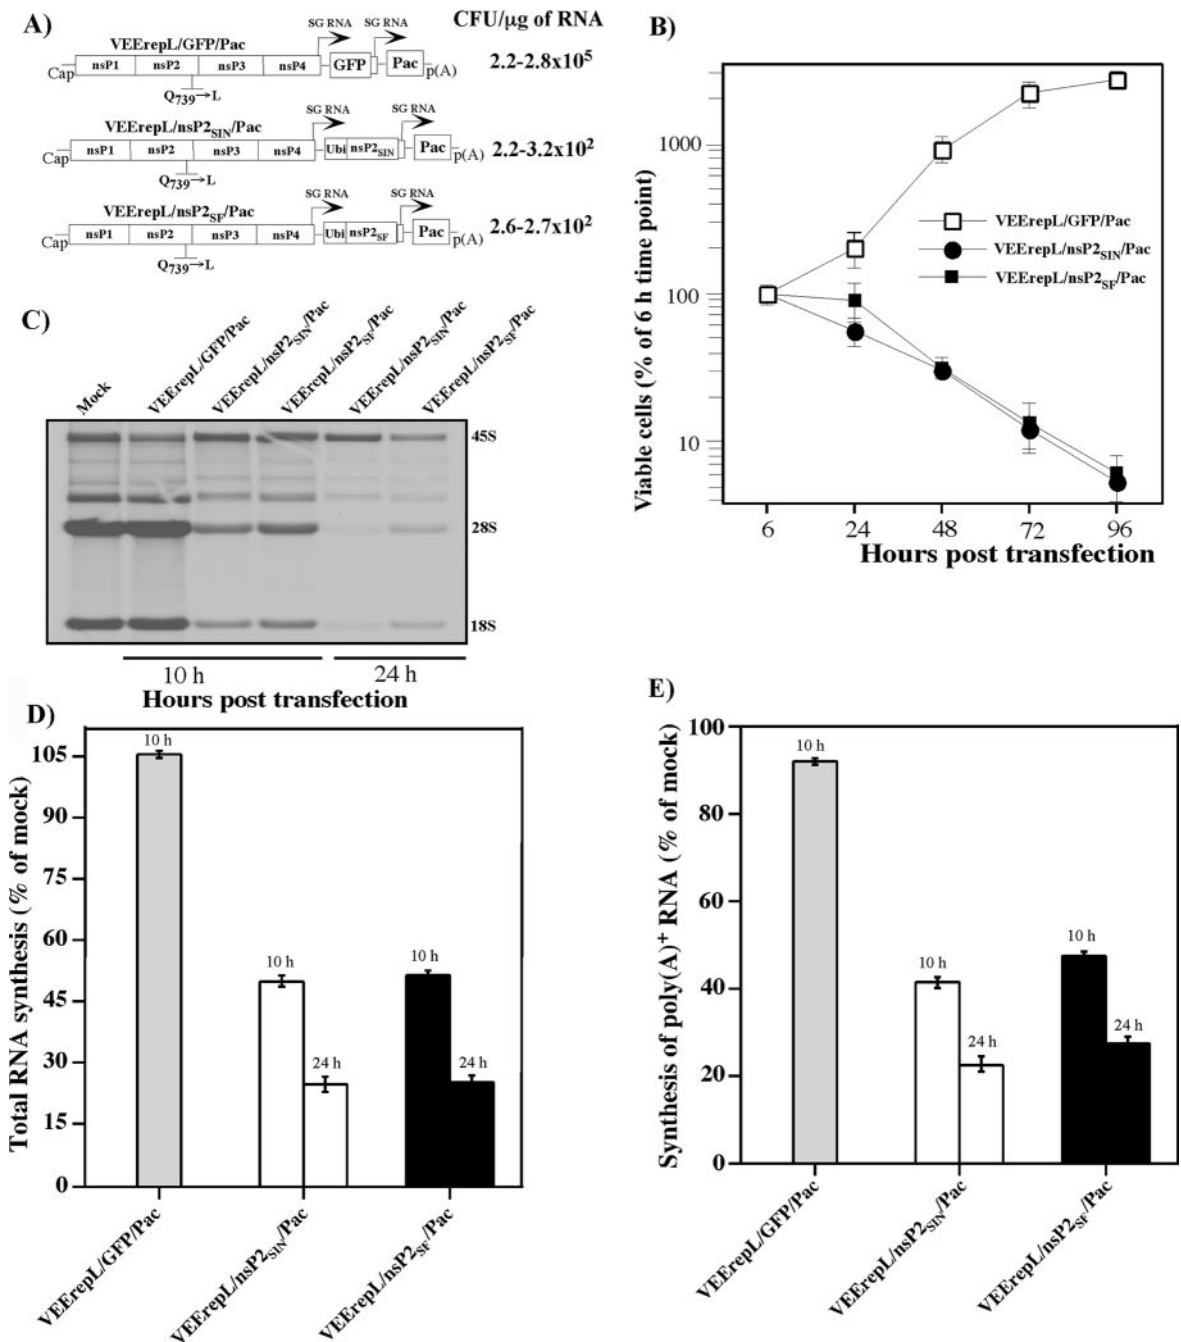 A)
CFU/μg of RNA
VEErepL/GFP/Pac
SG RNA SG RNA
Cap nsP1 nsP2 nsP3 nsP4 GFP Pac p(A)
Q739→L
2.2-2.8x10⁵
VEErepL/nsP2SIN/Pac
SG RNA SG RNA
Cap nsP1 nsP2 nsP3 nsP4 Ubi nsP2SIN Pac p(A)
Q739→L
2.2-3.2x10²
VEErepL/nsP2SF/Pac
SG RNA SG RNA
Cap nsP1 nsP2 nsP3 nsP4 Ubi nsP2SF Pac p(A)
Q739→L
2.6-2.7x10²
B)
Viable cells (% of 6 h time point)
1000
100
10
VEErepL/GFP/Pac
VEErepL/nsP2SIN/Pac
VEErepL/nsP2SF/Pac
6 24 48 72 96
Hours post transfection
C)
Mock
VEErepL/GFP/Pac
VEErepL/nsP2SIN/Pac
VEErepL/nsP2SF/Pac
VEErepL/nsP2SIN/Pac
VEErepL/nsP2SF/Pac
45S
28S
18S
10 h 24 h
Hours post transfection
D)
Total RNA synthesis (% of mock)
105
90
75
60
45
30
15
0
10 h
10 h
24 h
10 h
24 h
VEErepL/GFP/Pac
VEErepL/nsP2SIN/Pac
VEErepL/nsP2SF/Pac
E)
Synthesis of poly(A)⁺ RNA (% of mock)
100
80
60
40
20
0
10 h
10 h
24 h
10 h
24 h
VEErepL/GFP/Pac
VEErepL/nsP2SIN/Pac
VEErepL/nsP2SF/Pac